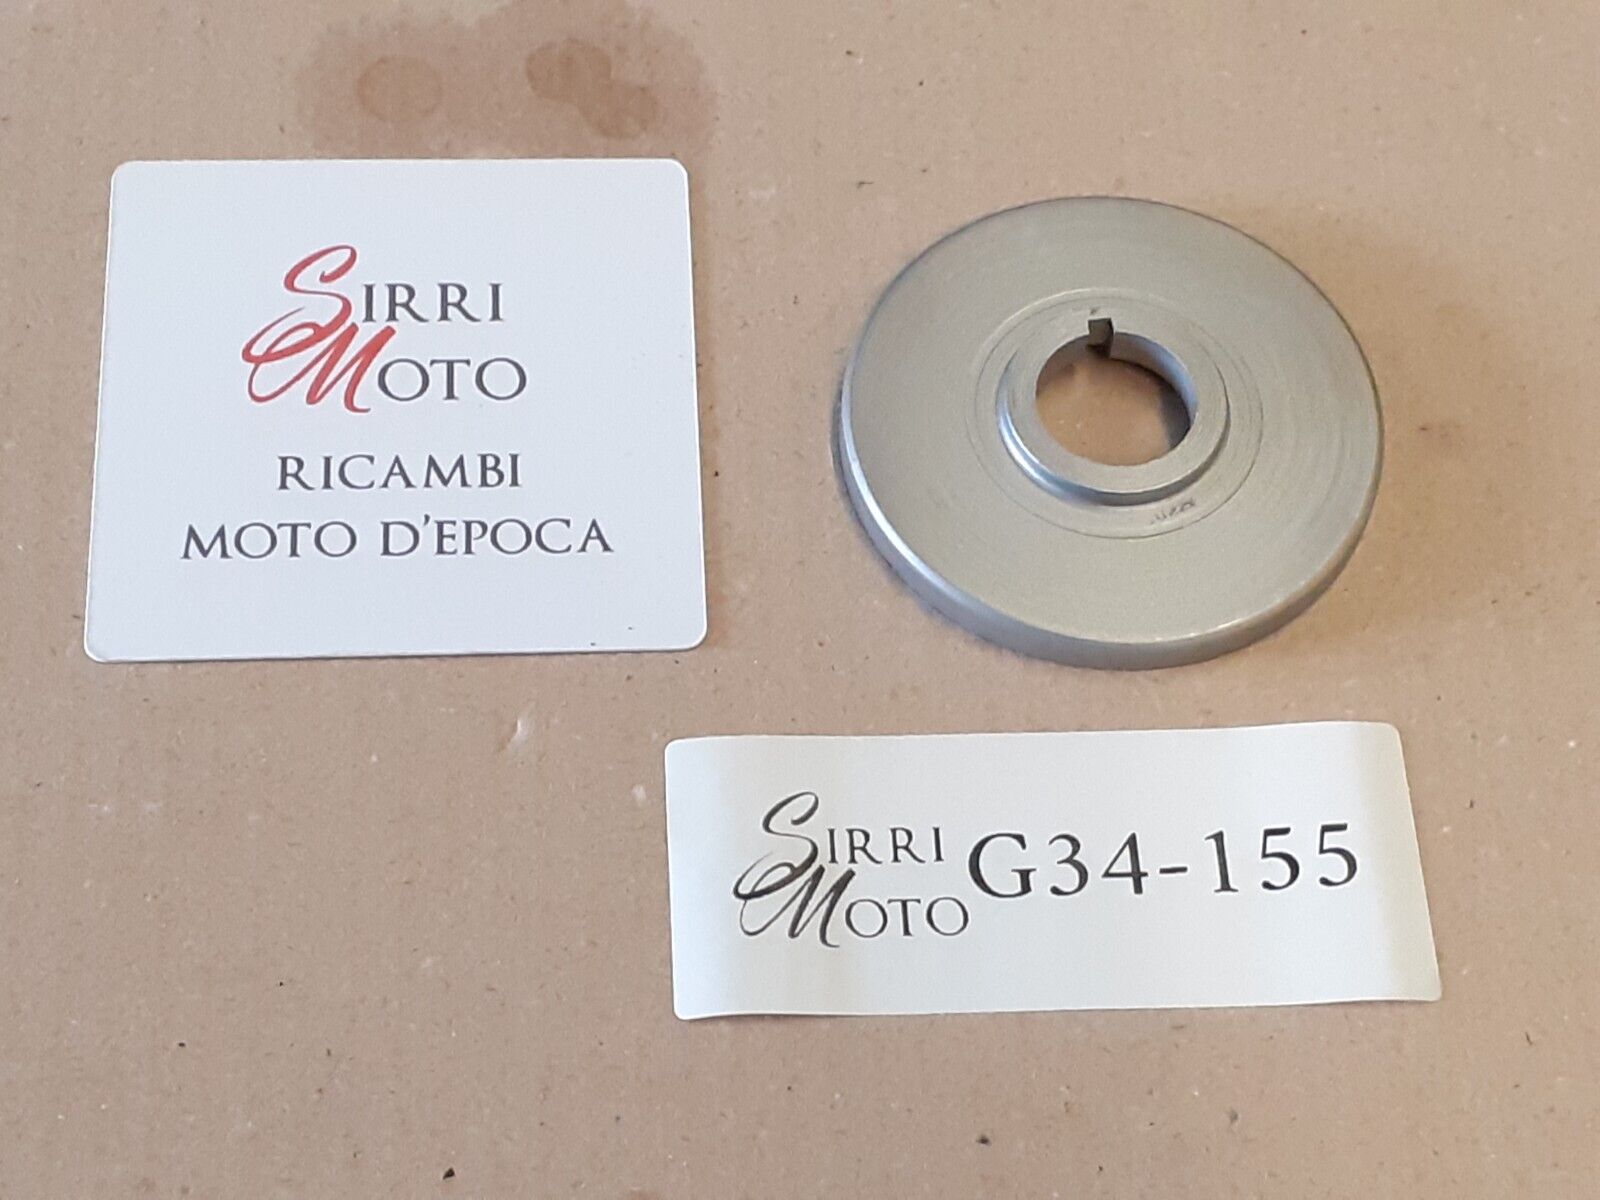 SIRRI
MOTO
RICAMBI
MOTO D'EPOCA
SIRRI
MOTO
G34-155